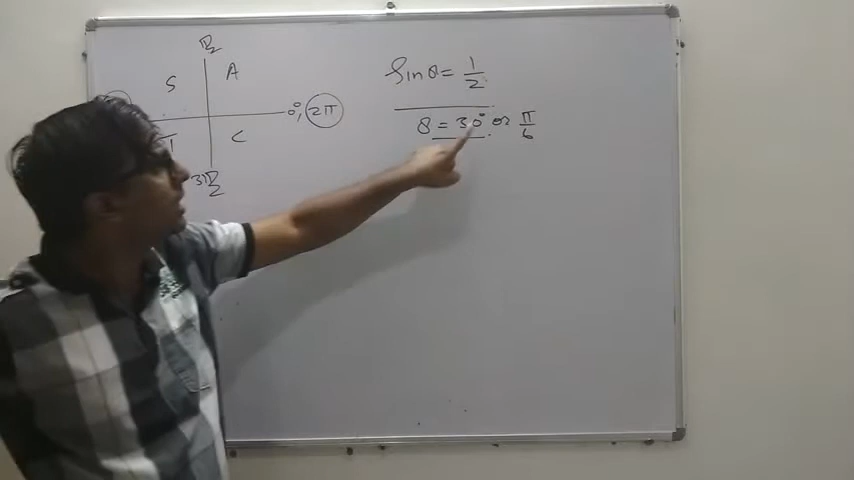 π/2
S A
0°, 2π
T C
3π/2
Sin θ = 1/2
θ = 30° or π/6